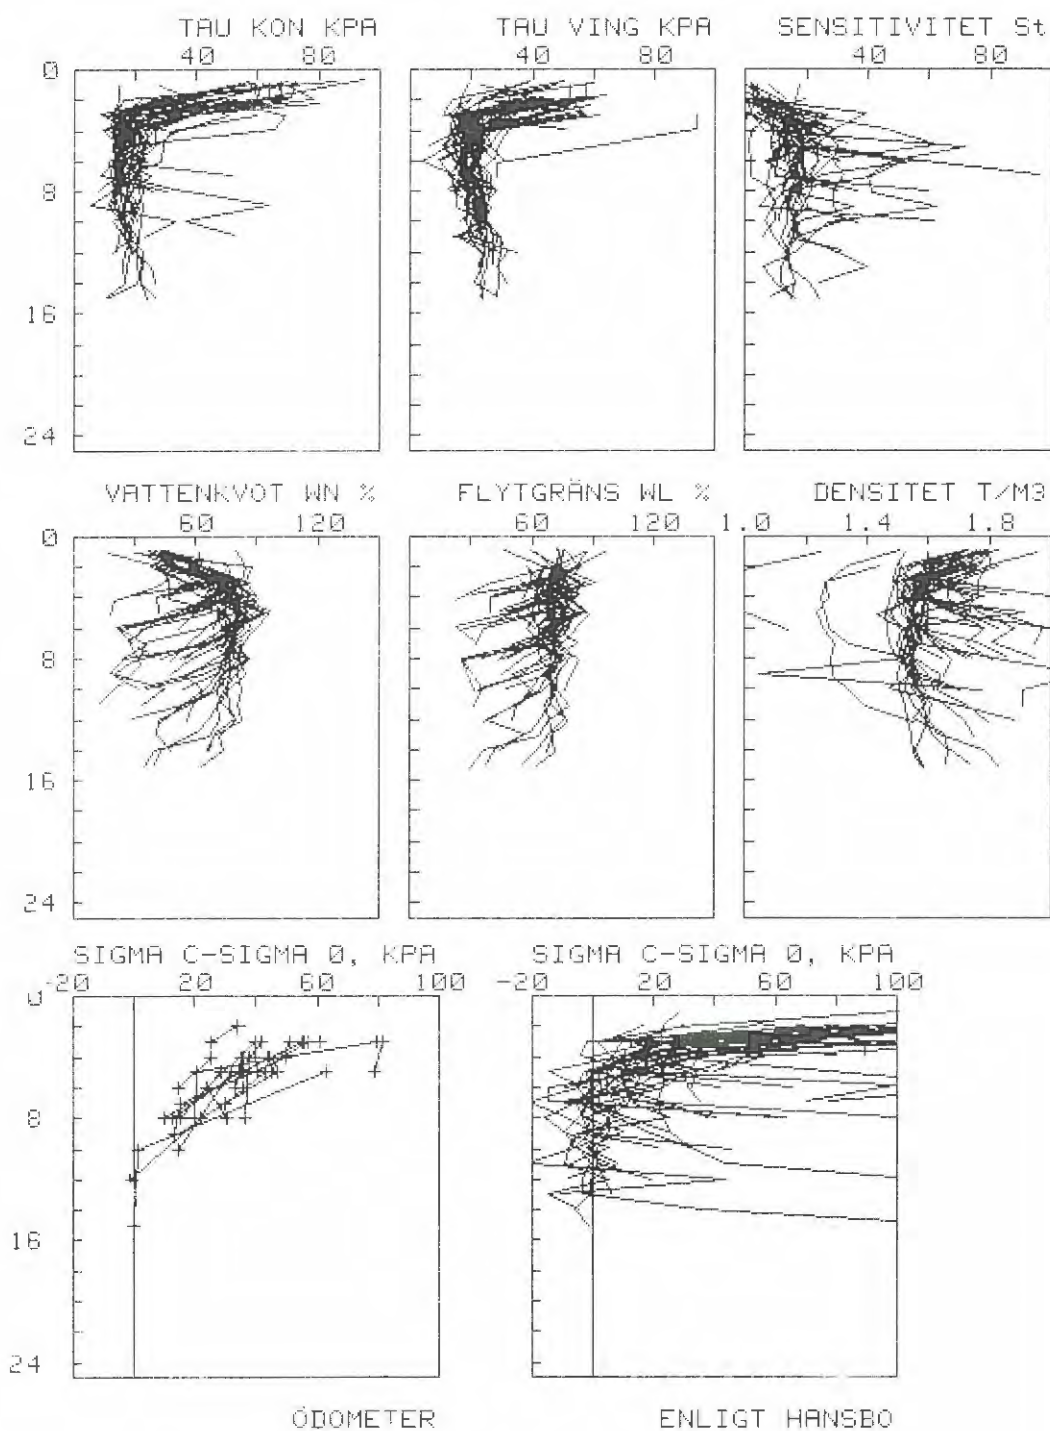 TAU KON KPA TAU VING KPA SENSITIVITET St
40 80 40 80 40 80
0
8
16
24
VATTENKVOT WN % FLYTGRÄNS WL % DENSITET T/M3
60 120 60 120 1.0 1.4 1.8
0
8
16
24
SIGMA C-SIGMA 0, KPA SIGMA C-SIGMA 0, KPA
-20 20 60 100 -20 20 60 100
8
16
24
ÖDOMETER ENLIGT HANSBO